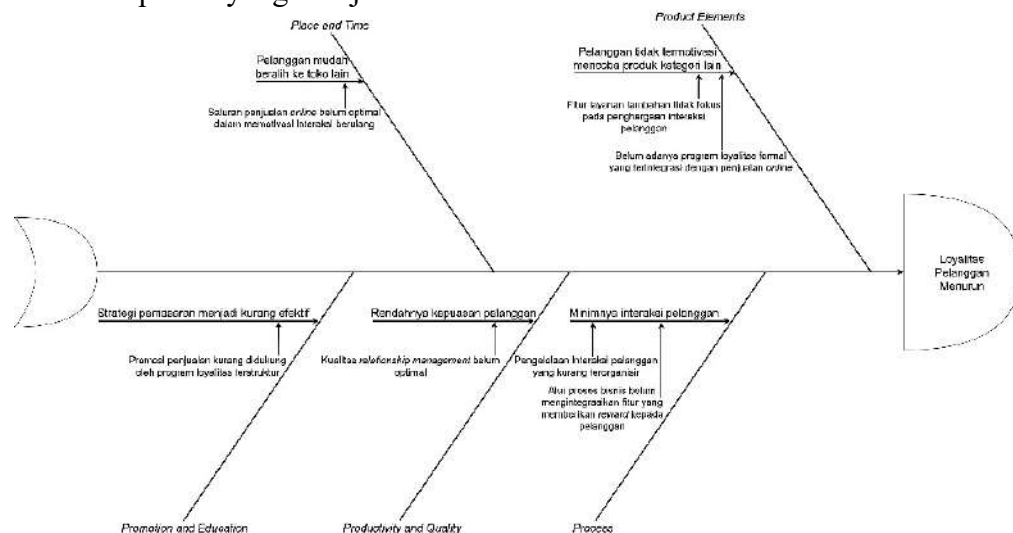 Place and Time
Product Elements
Pelanggan mudah
beralih ke toko lain
Saluran penjualan online belum optimal
dalam memotivasi interaksi berulang
Pelanggan tidak termotivasi
mencoba produk kategori lain
Fitur layanan tambahan tidak fokus
pada penghargaan interaksi
pelanggan
Belum adanya program loyalitas formal
yang terintegrasi dengan penjualan online
Loyalitas
Pelanggan
Menurun
Strategi pemasaran menjadi kurang efektif
Promosi penjualan kurang didukung
oleh program loyalitas terstruktur
Rendahnya kepuasan pelanggan
Kualitas relationship management belum
optimal
Minimnya interaksi pelanggan
Pengelolaan interaksi pelanggan
yang kurang terorganisir
Alur proses bisnis belum
mengintegrasikan fitur yang
memberikan reward kepada
pelanggan
Promotion and Education
Productivity and Quality
Process